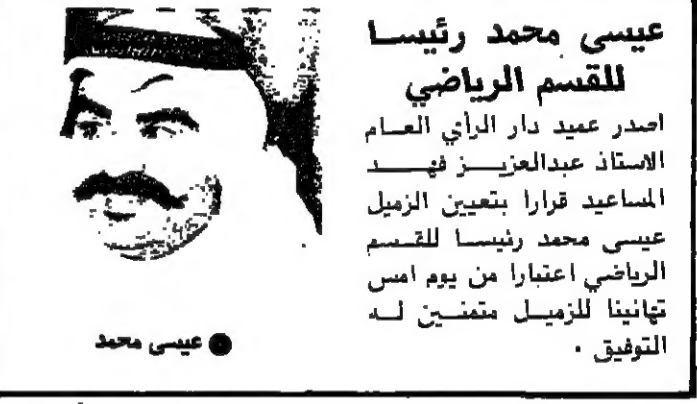 عيسى محمد رئيسا
للقسم الرياضي
اصدر عميد دار الرأي العام
الاستاذ عبدالعزيز فهد
المساعيد قرارا بتعيين الزميل
عيسى محمد رئيسا للقسم
الرياضي اعتبارا من يوم امس
تهانينا للزميل متمنين له
التوفيق .
عيسى محمد